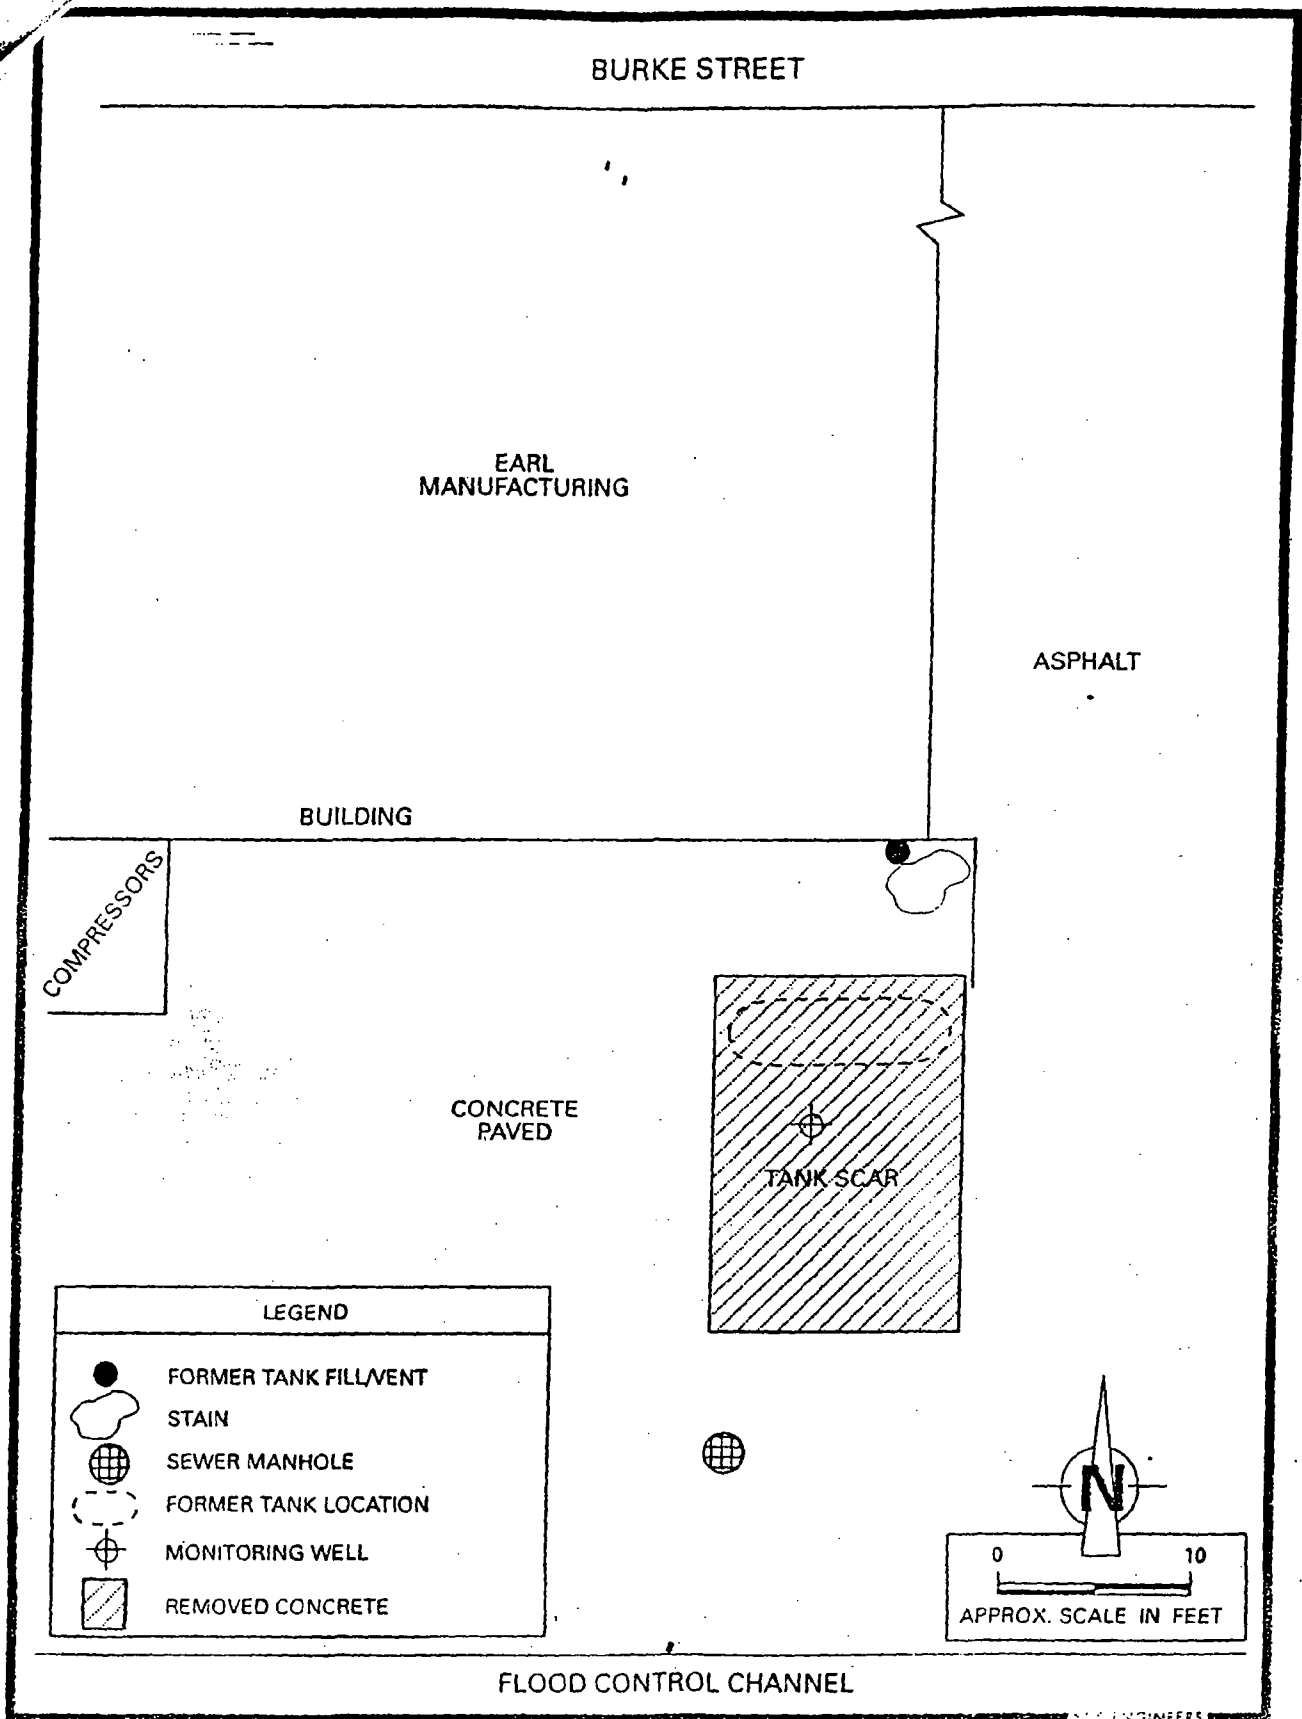 BURKE STREET
EARL
MANUFACTURING
ASPHALT
BUILDING
COMPRESSORS
CONCRETE
PAVED
TANK SCAR
LEGEND
FORMER TANK FILL/VENT
STAIN
SEWER MANHOLE
FORMER TANK LOCATION
MONITORING WELL
REMOVED CONCRETE
N
0 10
APPROX. SCALE IN FEET
FLOOD CONTROL CHANNEL
ENGINEERS